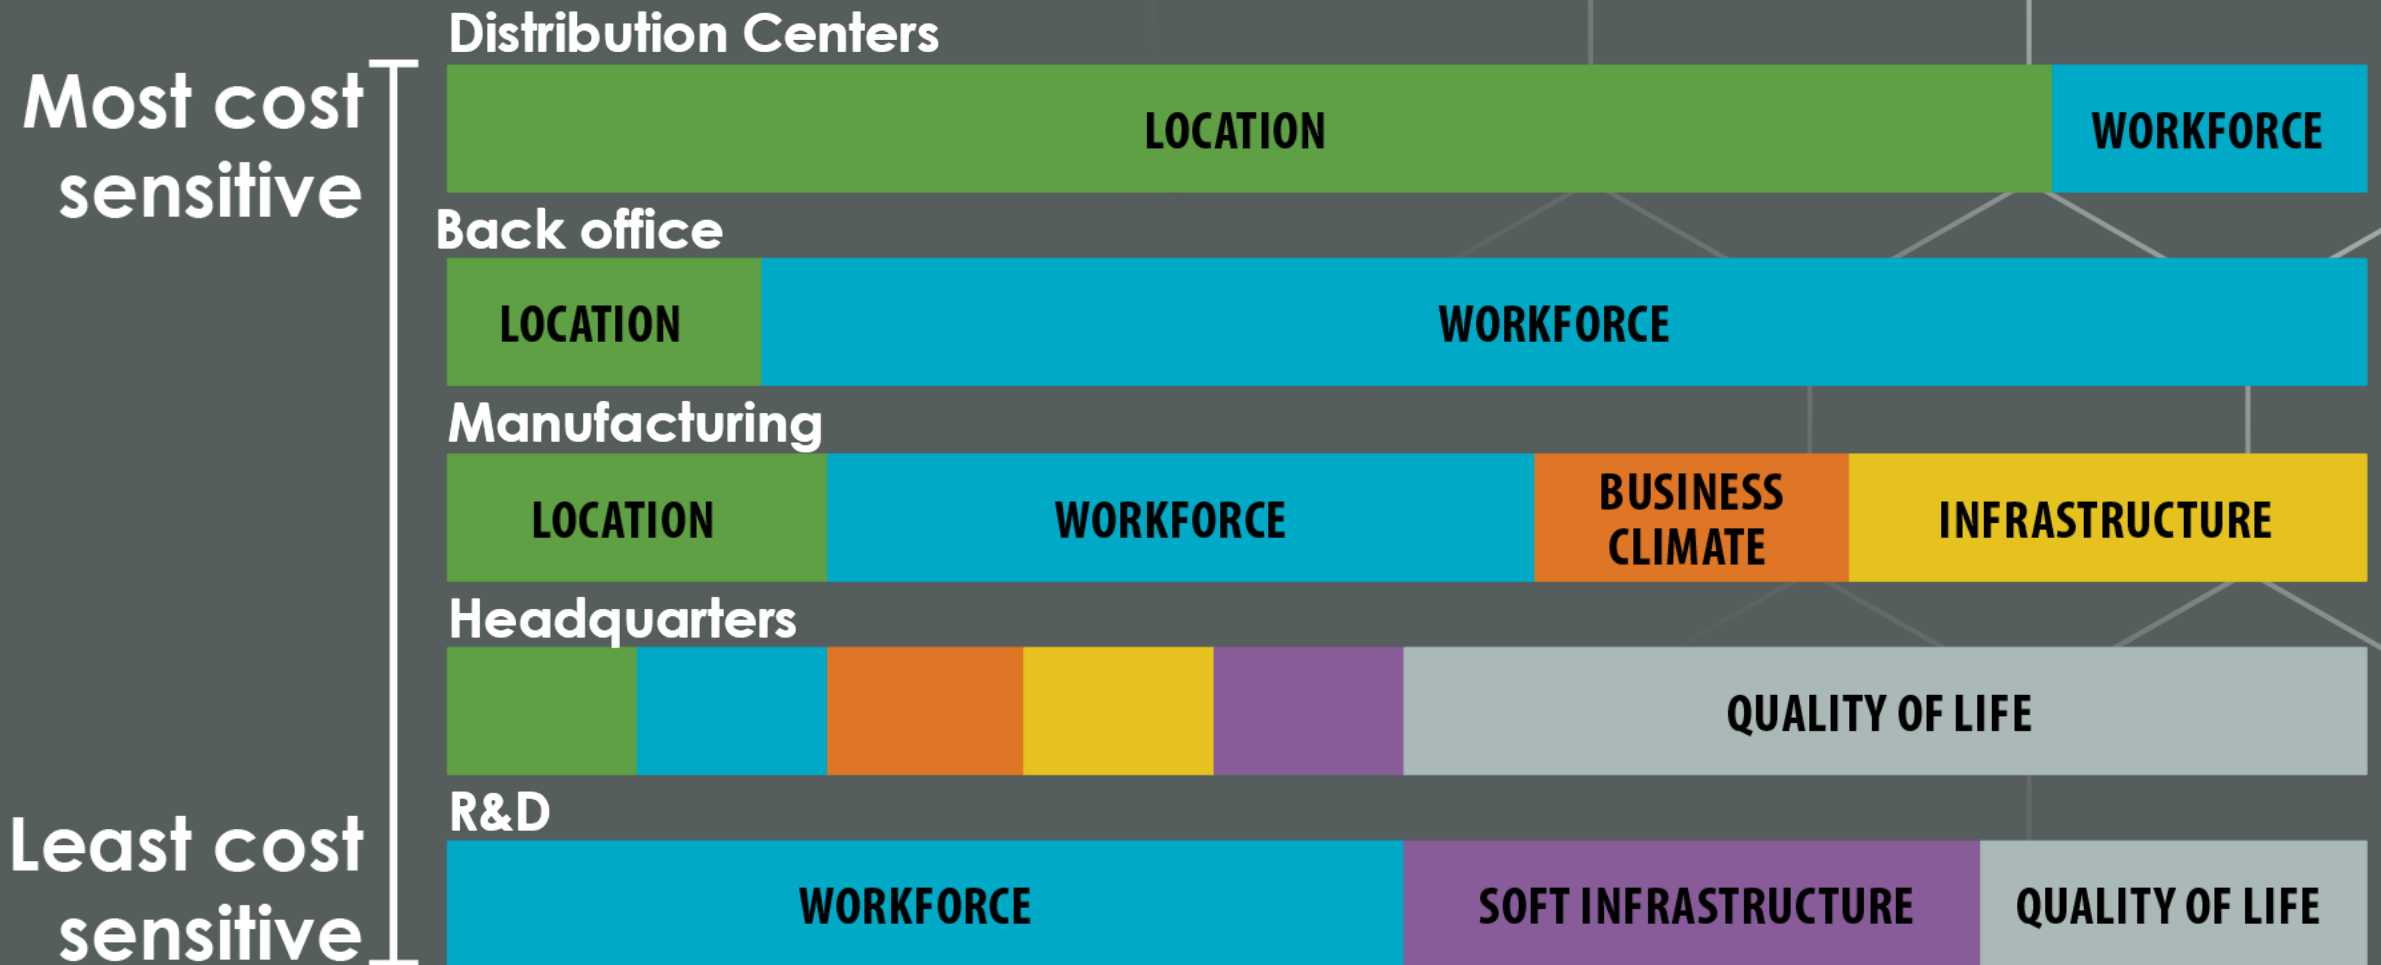 Distribution Centers
Most cost
sensitive
LOCATION
WORKFORCE
Back office
LOCATION
WORKFORCE
Manufacturing
LOCATION
WORKFORCE
BUSINESS
CLIMATE
INFRASTRUCTURE
Headquarters
QUALITY OF LIFE
R&D
Least cost
sensitive
WORKFORCE
SOFT INFRASTRUCTURE
QUALITY OF LIFE